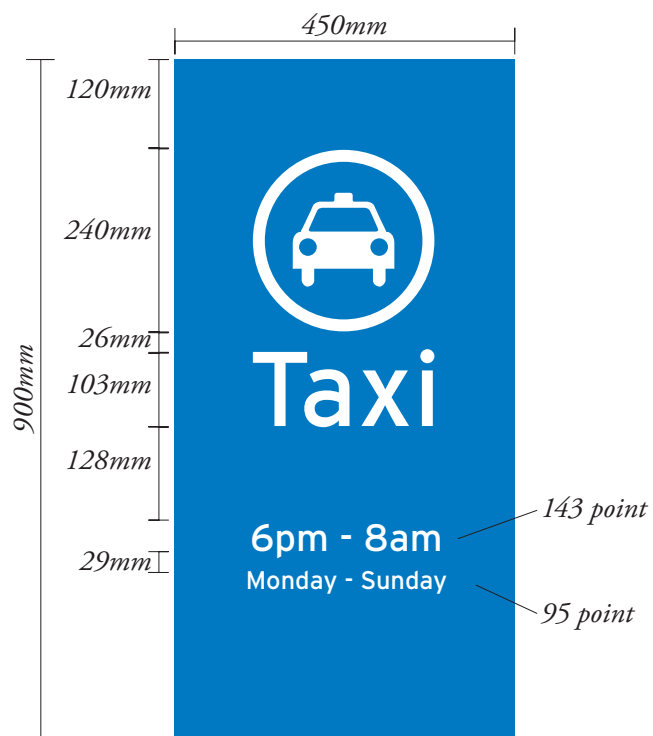 450mm
120mm
240mm
26mm
Taxi
103mm
900mm
128mm
143 point
6pm - 8am
29mm
Monday - Sunday
95 point